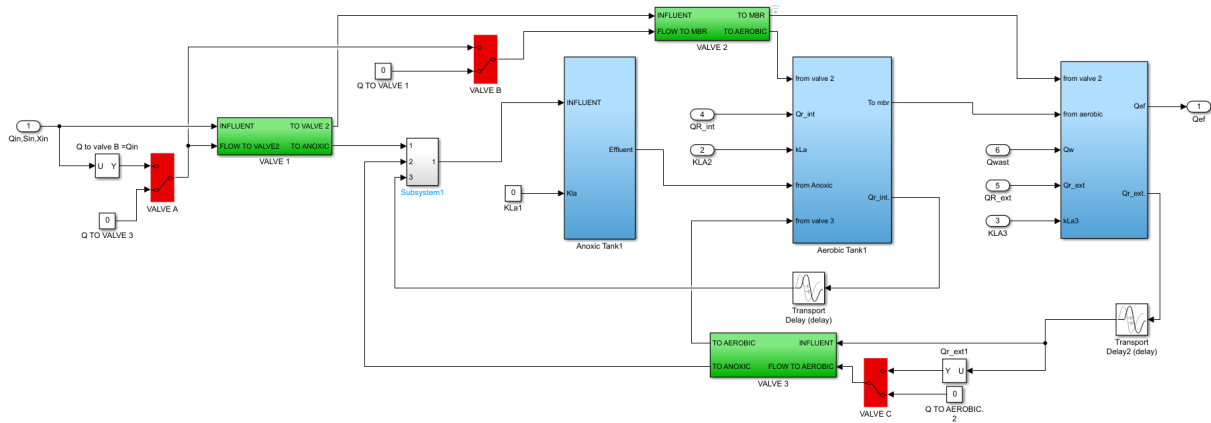 INFLUENT
FLOW TO MBR
TO MBR
TO AEROBIC
VALVE 2
0
Q TO VALVE 1
VALVE B
1
Qin,Sin,Xin
Q to valve B =Qin
U Y
VALVE A
0
Q TO VALVE 3
INFLUENT
FLOW TO VALVE2
TO VALVE 2
TO ANOXIC
VALVE 1
1
2
3
1
Subsystem1
INFLUENT
Effluent
Kla
Anoxic Tank1
0
KLa1
4
QR_int
2
KLA2
from valve 2
Qr_int
kLa
from Anoxic
from valve 3
To mbr
Qr_int.
Aerobic Tank1
6
Qwast
5
QR_ext
3
KLA3
from valve 2
from aerobic
Qw
Qr_ext
kLa3
Qef
Qr_ext.
1
Qef
Transport
Delay (delay)
Transport
Delay2 (delay)
TO AEROBIC
TO ANOXIC
INFLUENT
FLOW TO AEROBIC
VALVE 3
VALVE C
Qr_ext1
Y U
0
Q TO AEROBIC.
2